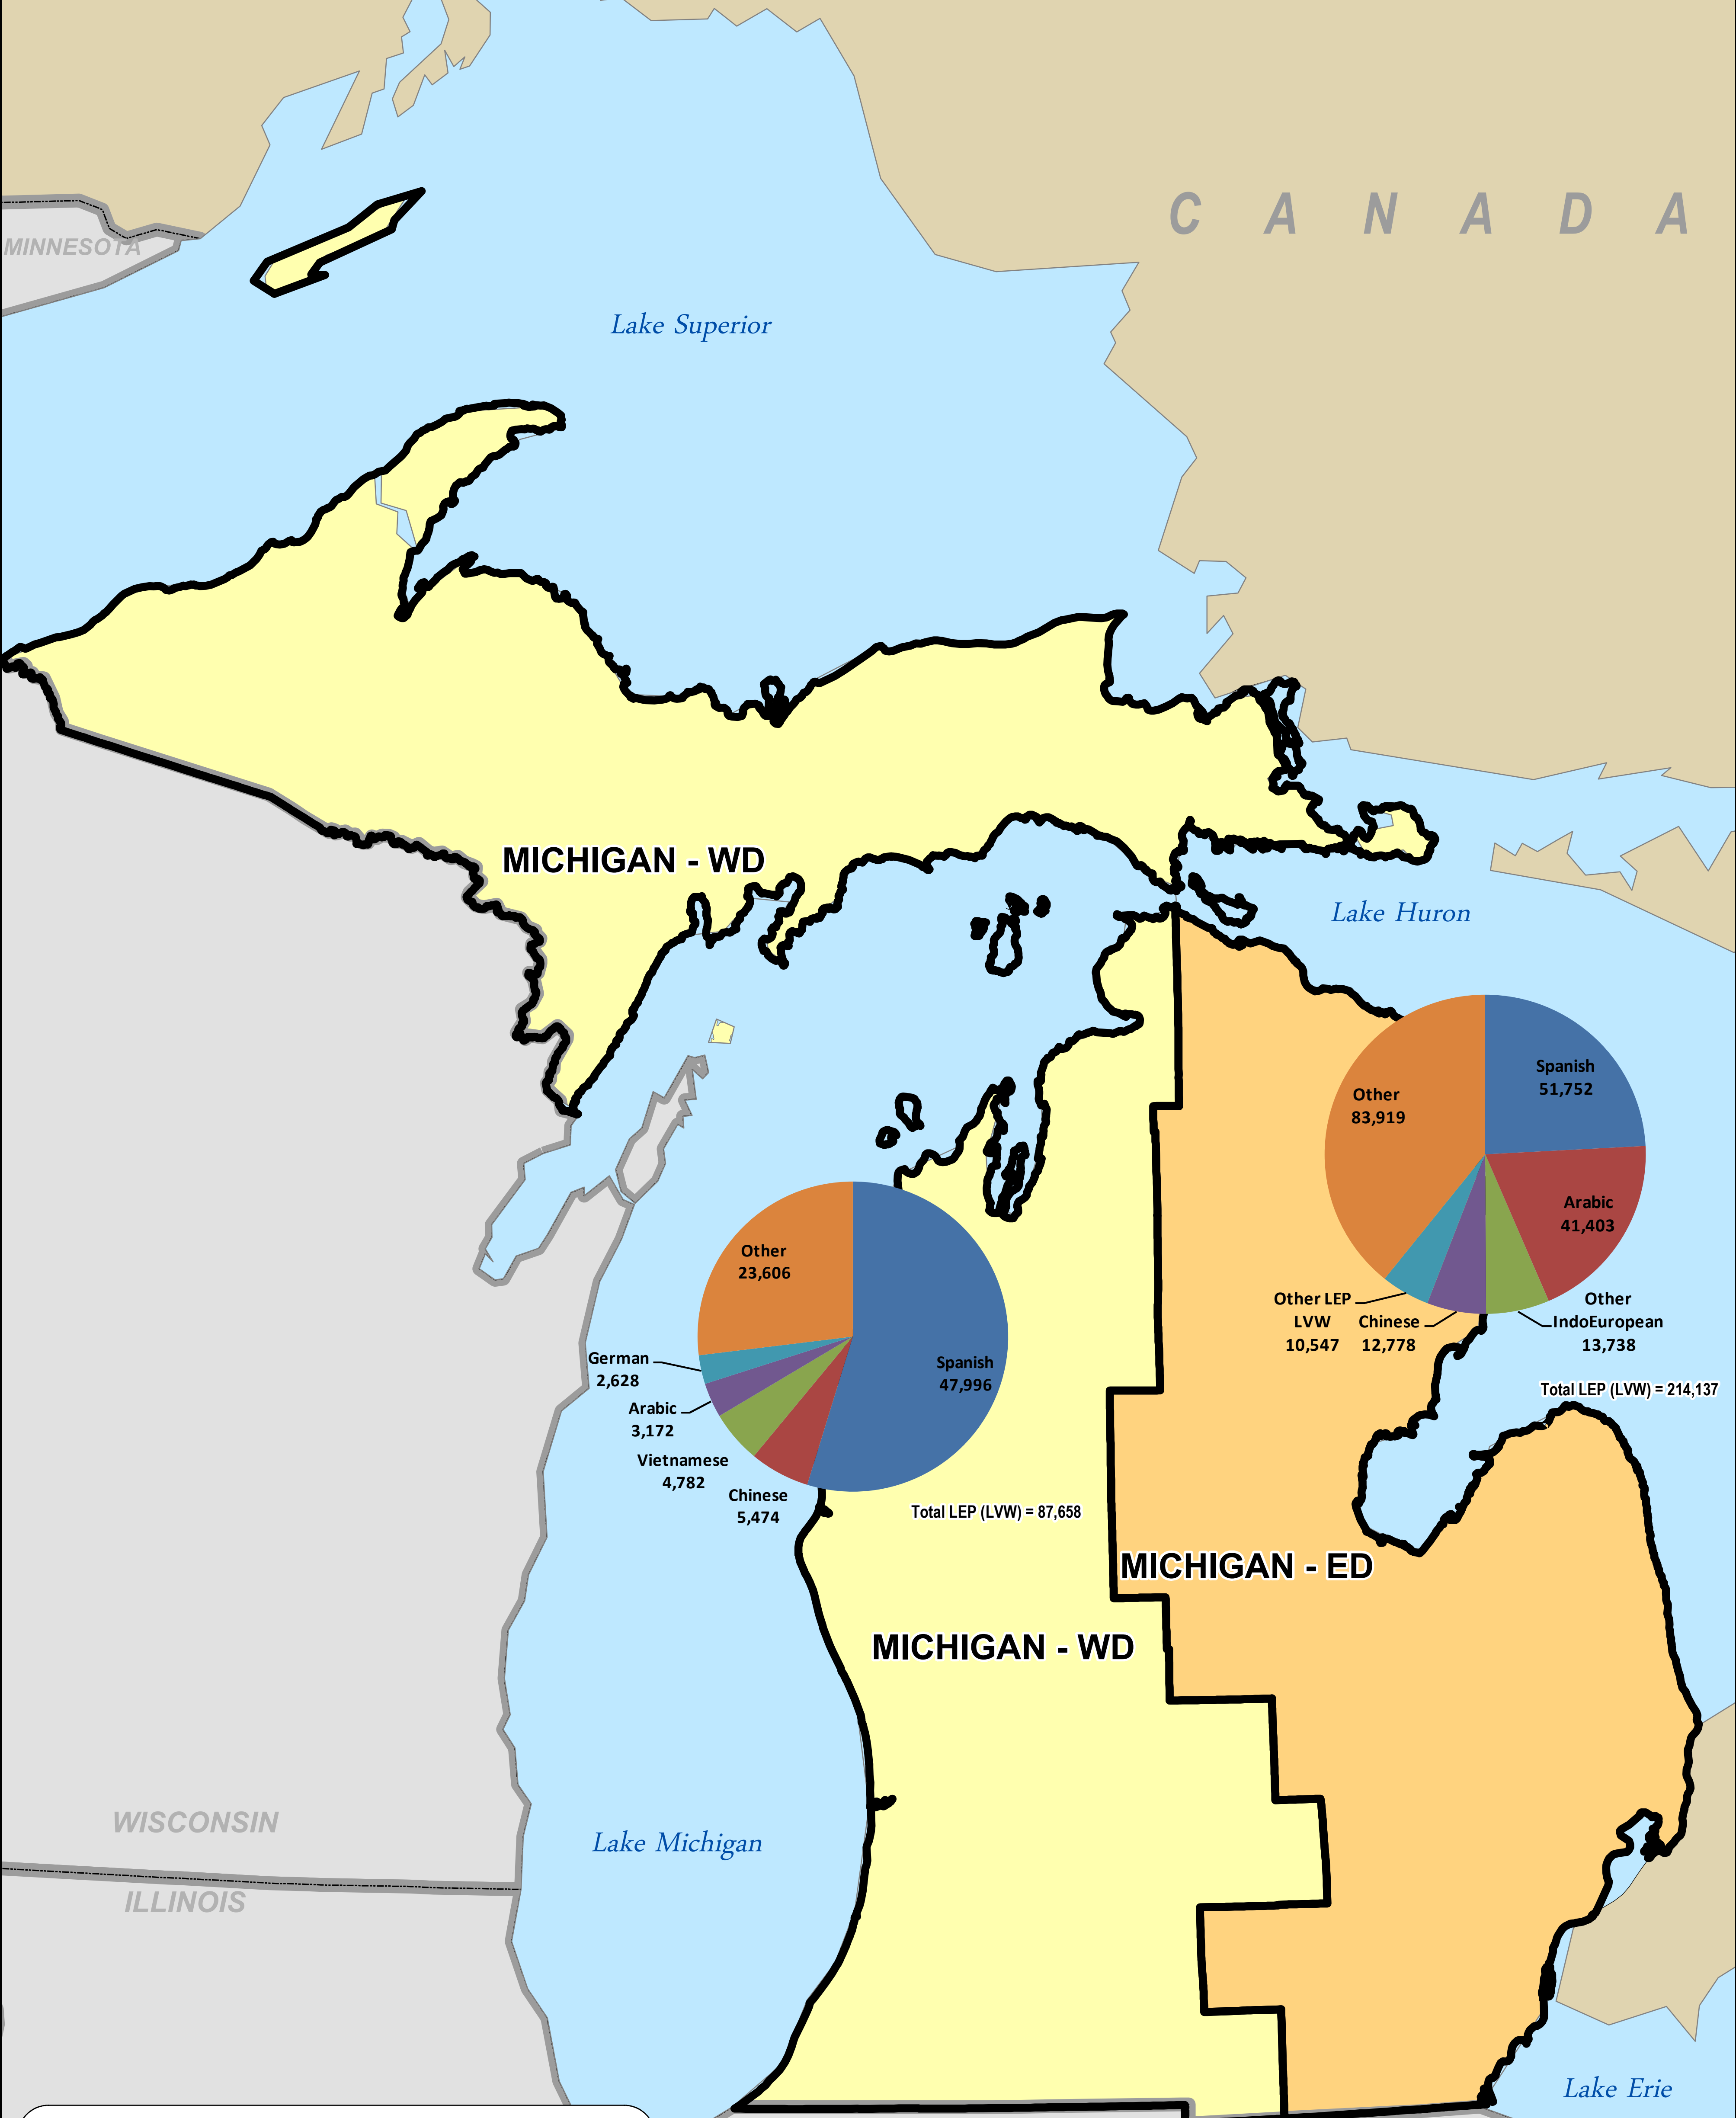 C A N A D A
MINNESOTA
Lake Superior
MICHIGAN - WD
Lake Huron
Spanish
51,752
Other
83,919
Arabic
41,403
Other LEP
LVW
10,547
Chinese
12,778
Other
IndoEuropean
13,738
Total LEP (LVW) = 214,137
Other
23,606
German
2,628
Spanish
47,996
Arabic
3,172
Vietnamese
4,782
Chinese
5,474
Total LEP (LVW) = 87,658
MICHIGAN - ED
MICHIGAN - WD
WISCONSIN
Lake Michigan
ILLINOIS
Lake Erie